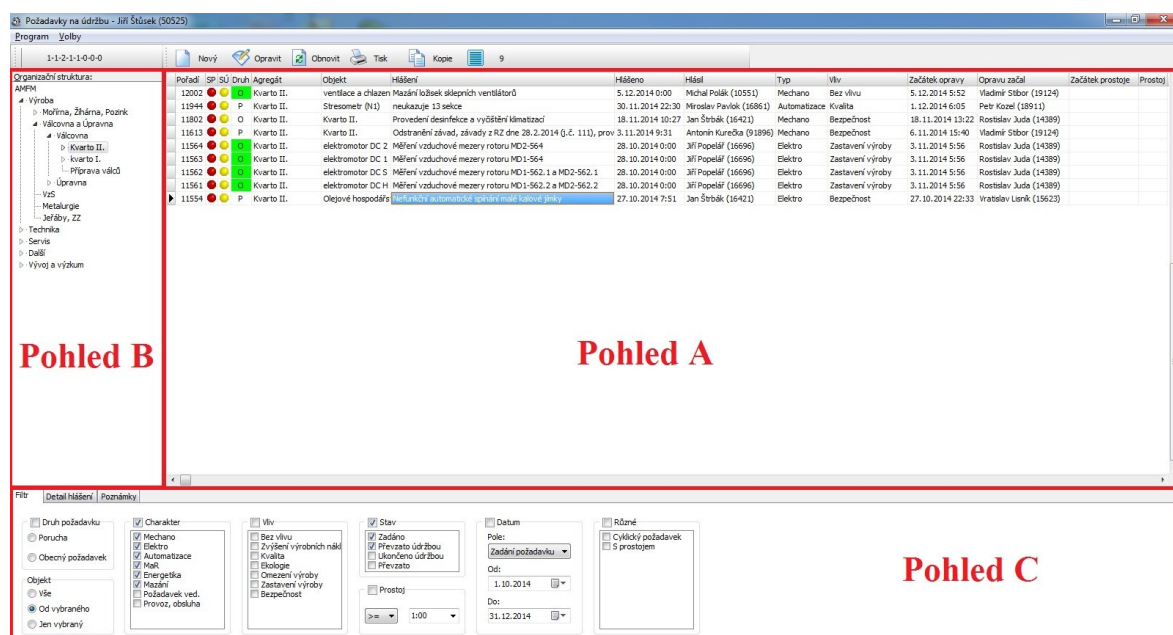 Požadavky na údržbu - Jiří Štůsek (50525)
Program Volby
1-1-2-1-1-0-0-0 Nový Opravit Obnovit Tisk Kopie 9
Organizační struktura:
AMFM
Výroba
Mořírna, Žíhárna, Pozink
Válcovna a Úpravna
Válcovna
Kvarto II.
kvarto I.
Příprava válců
Úpravna
VzS
Metalurgie
Jeřáby, ZZ
Technika
Servis
Další
Vývoj a výzkum
Pohled B
Pořadí SP SÚ Druh Agregát Objekt Hlášení Hlášeno Hlásil Typ Vliv Začátek opravy Opravu začal Začátek prostoje Prostoj
12002 O Kvarto II. ventilace a chlazen Mazání ložisek sklepních ventilátorů 5.12.2014 0:00 Michal Polák (10551) Mechano Bez vlivu 5.12.2014 5:52 Vladimír Stibor (19124)
11944 P Kvarto II. Stresometr (N1) neukazuje 13 sekce 30.11.2014 22:30 Miroslav Pavlok (16861) Automatizace Kvalita 1.12.2014 6:05 Petr Kozel (18911)
11802 O Kvarto II. Kvarto II. Provedení desinfekce a vyčištění klimatizací 18.11.2014 10:27 Jan Štrbák (16421) Mechano Bezpečnost 18.11.2014 13:22 Rostislav Juda (14389)
11613 P Kvarto II. Kvarto II. Odstranění závad, závady z RZ dne 28.2.2014 (j.č. 111), prov 3.11.2014 9:31 Antonín Kurečka (91896) Mechano Bezpečnost 6.11.2014 15:40 Vladimír Stibor (19124)
11564 O Kvarto II. elektromotor DC 2 Měření vzduchové mezery rotoru MD2-564 28.10.2014 0:00 Jiří Popelář (16696) Elektro Zastavení výroby 3.11.2014 5:56 Rostislav Juda (14389)
11563 O Kvarto II. elektromotor DC 1 Měření vzduchové mezery rotoru MD1-564 28.10.2014 0:00 Jiří Popelář (16696) Elektro Zastavení výroby 3.11.2014 5:56 Rostislav Juda (14389)
11562 O Kvarto II. elektromotor DC S Měření vzduchové mezery rotoru MD1-562.1 a MD2-562.1 28.10.2014 0:00 Jiří Popelář (16696) Elektro Zastavení výroby 3.11.2014 5:56 Rostislav Juda (14389)
11561 O Kvarto II. elektromotor DC H Měření vzduchové mezery rotoru MD1-562.2 a MD2-562.2 28.10.2014 0:00 Jiří Popelář (16696) Elektro Zastavení výroby 3.11.2014 5:56 Rostislav Juda (14389)
11554 P Kvarto II. Olejové hospodářs Nefunkční automatické spínání malé kalové jímky 27.10.2014 7:51 Jan Štrbák (16421) Elektro Bezpečnost 27.10.2014 22:33 Vratislav Lisník (15623)
Pohled A
Filtr Detail hlášení Poznámky
Druh požadavku
Porucha
Obecný požadavek
Objekt
Vše
Od vybraného
Jen vybraný
Charakter
Mechano
Elektro
Automatizace
MaR
Energetika
Mazání
Požadavek ved.
Provoz, obsluha
Vliv
Bez vlivu
Zvýšení výrobních nákl
Kvalita
Ekologie
Omezení výroby
Zastavení výroby
Bezpečnost
Stav
Zadáno
Převzato údržbou
Ukončeno údržbou
Převzato
Prostoj
>= 1:00
Datum
Pole:
Zadání požadavku
Od:
1.10.2014
Do:
31.12.2014
Různé
Cyklický požadavek
S prostojem
Pohled C